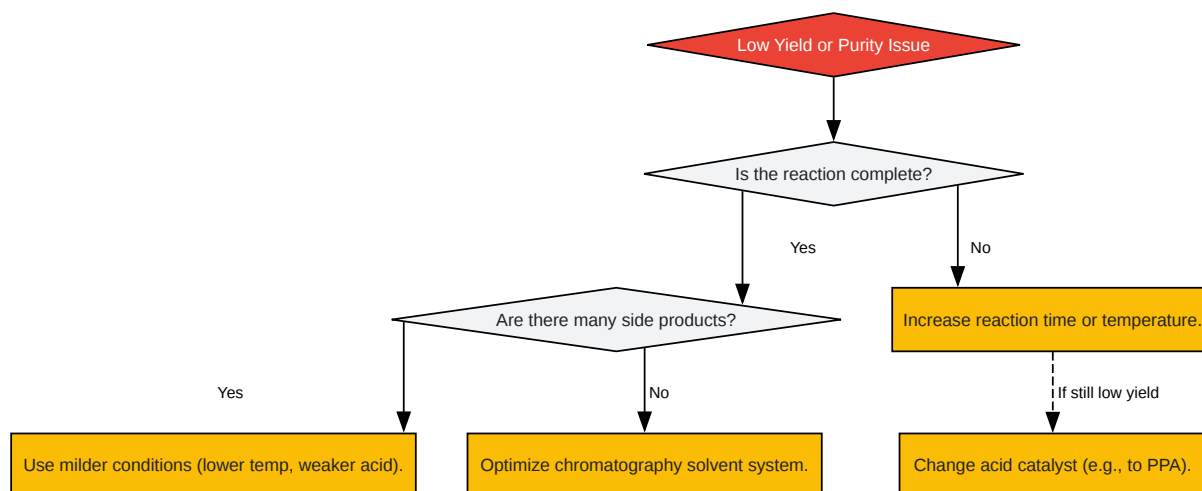 Low Yield or Purity Issue
Is the reaction complete?
Yes
No
Are there many side products?
Increase reaction time or temperature.
Yes
No
If still low yield
Use milder conditions (lower temp, weaker acid).
Optimize chromatography solvent system.
Change acid catalyst (e.g., to PPA).